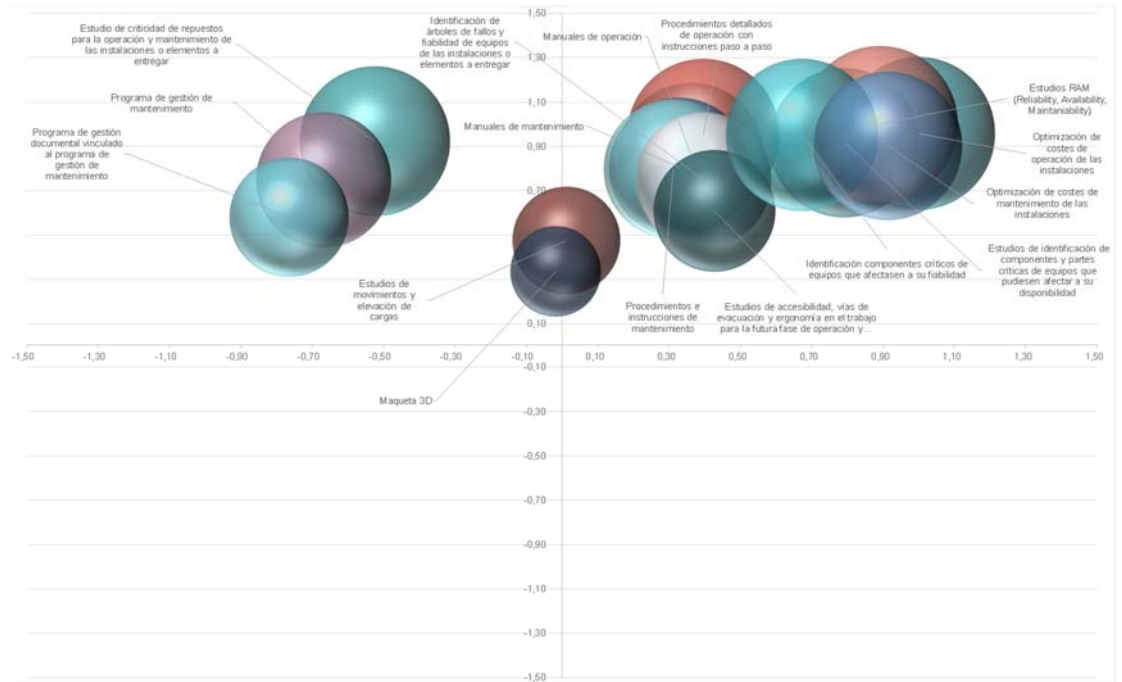 Estudio de criticidad de repuestos
para la operación y mantenimiento de
las instalaciones o elementos a
entregar
Programa de gestión de
mantenimiento
Programa de gestión
documental vinculado
al programa de
gestión de
mantenimiento
Identificación de
árboles de fallos y
fiabilidad de equipos
de las instalaciones o
elementos a entregar
Manuales de operación
Procedimientos detallados
de operación con
instrucciones paso a paso
Manuales de mantenimiento
Estudios RAM
(Reliability, Availability,
Maintaniability)
Optimización de
costes de
operación de las
instalaciones
Optimización de costes de
mantenimiento de las
instalaciones
Estudios de identificación de
componentes y partes
críticas de equipos que
pudiesen afectar a su
disponibilidad
Identificación componentes críticos de
equipos que afectasen a su fiabilidad
Estudios de
movimientos y
elevación de
cargas
Procedimientos e
instrucciones de
mantenimiento
Estudios de accesibilidad, vías de
evacuación y ergonomía en el trabajo
para la futura fase de operación y...
Maqueta 3D
1,50
1,30
1,10
0,90
0,70
0,10
-0,10
-0,30
-0,50
-0,70
-0,90
-1,10
-1,30
-1,50
-1,50 -1,30 -1,10 -0,90 -0,70 -0,50 -0,30 -0,10 0,10 0,30 0,50 0,70 0,90 1,10 1,30 1,50